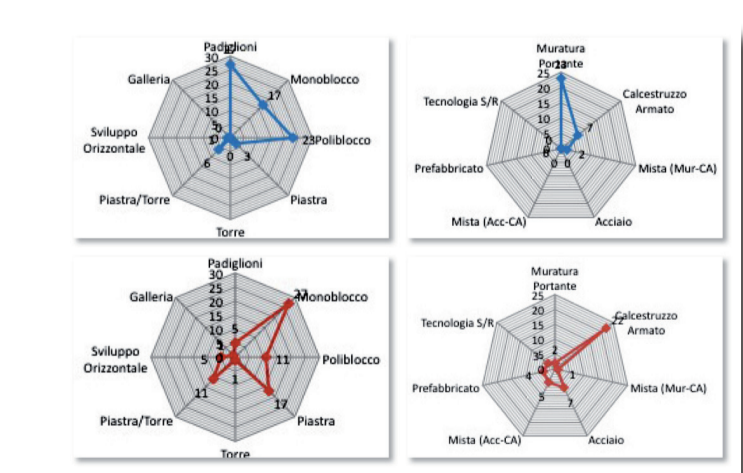 Padiglioni
30
25
20
15
10
5
0
Monoblocco
17
23
Poliblocco
3
Piastra
0
Torre
6
Piastra/Torre
Sviluppo
Orizzontale
Galleria
Muratura
Portante
23
25
20
15
10
5
0
Calcestruzzo
Armato
7
2
Mista (Mur-CA)
0
Acciaio
0
Mista (Acc-CA)
Prefabbricato
Tecnologia S/R
Padiglioni
30
25
20
15
10
5
5
27
Monoblocco
11
Poliblocco
17
Piastra
1
Torre
11
Piastra/Torre
5
Sviluppo
Orizzontale
Galleria
Muratura
Portante
25
20
15
10
2
22
Calcestruzzo
Armato
1
Mista (Mur-CA)
7
Acciaio
5
Mista (Acc-CA)
4
Prefabbricato
Tecnologia S/R